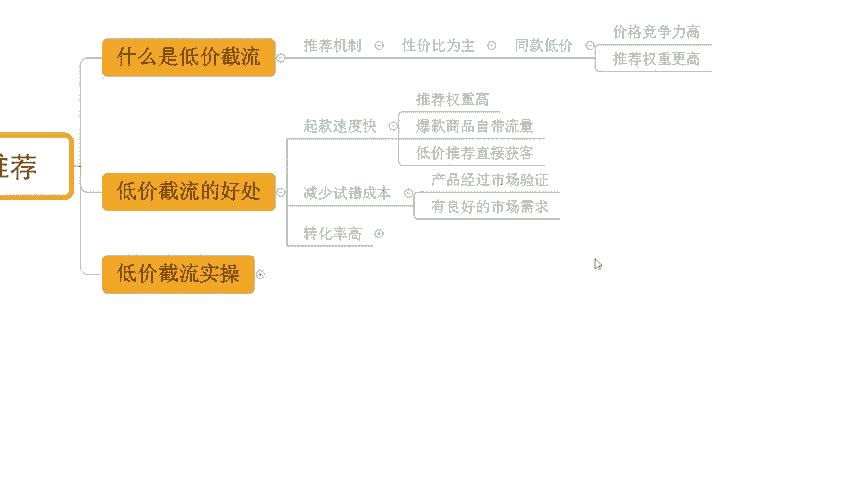 什么是低价截流
推荐机制
性价比为主
同款低价
价格竞争力高
推荐权重更高
推荐
低价截流的好处
起款速度快
推荐权重高
爆款商品自带流量
低价推荐直接获客
减少试错成本
产品经过市场验证
有良好的市场需求
转化率高
低价截流实操